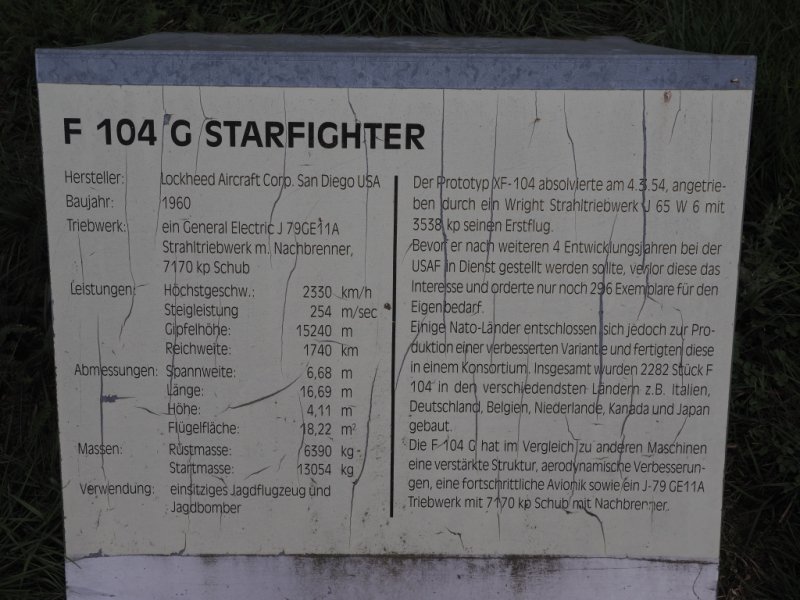 F 104 G STARFIGHTER
Hersteller: Lockheed Aircraft Corp. San Diego USA
Baujahr: 1960
Triebwerk: ein General Electric J 79GE11A
Strahltriebwerk m. Nachbrenner,
7170 kp Schub
Leistungen: Höchstgeschw.: 2330 km/h
Steigleistung 254 m/sec
Gipfelhöhe: 15240 m
Reichweite: 1740 km
Abmessungen: Spannweite: 6,68 m
Länge: 16,69 m
Höhe: 4,11 m
Flügelfläche: 18,22 m²
Massen: Rüstmasse: 6390 kg
Startmasse: 13054 kg
Verwendung: einsitziges Jagdflugzeug und
Jagdbomber
Der Prototyp XF-104 absolvierte am 4.3.54, angetrie-
ben durch ein Wright Strahltriebwerk J 65 W 6 mit
3538 kp seinen Erstflug.
Bevor er nach weiteren 4 Entwicklungsjahren bei der
USAF in Dienst gestellt werden sollte, verlor diese das
Interesse und orderte nur noch 296 Exemplare für den
Eigenbedarf.
Einige Nato-Länder entschlossen sich jedoch zur Pro-
duktion einer verbesserten Variante und fertigten diese
in einem Konsortium. Insgesamt wurden 2282 Stück F
104 in den verschiedendsten Ländern z.B. Italien,
Deutschland, Belgien, Niederlande, Kanada und Japan
gebaut.
Die F 104 G hat im Vergleich zu anderen Maschinen
eine verstärkte Struktur, aerodynamische Verbesserun-
gen, eine fortschrittliche Avionik sowie ein J-79 GE11A
Triebwerk mit 7170 kp Schub mit Nachbrenner.